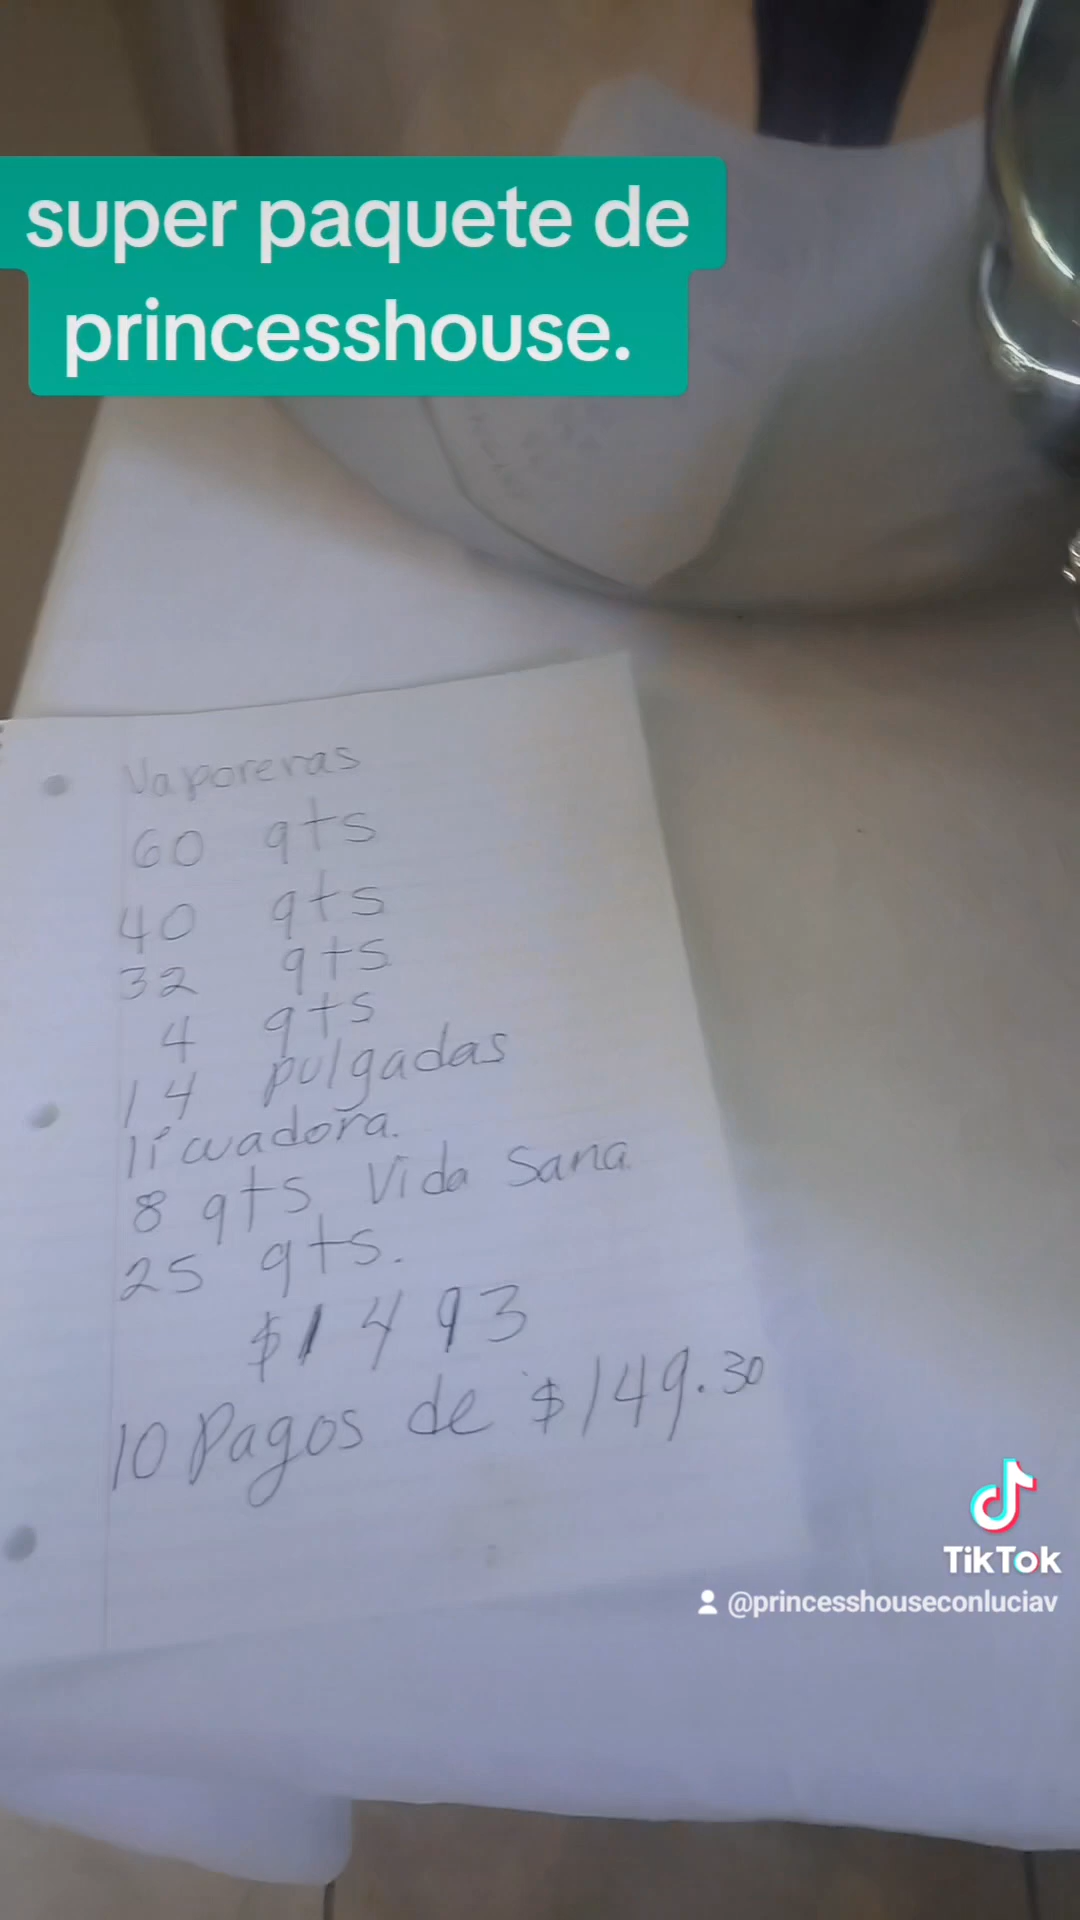 super paquete de
princesshouse.
Vaporeras
60 qts
40 qts
32 qts
4 qts
14 pulgadas
licuadora.
8 qts Vida Sana
25 qts.
$1493
10 Pagos de $149.30
TikTok
@princesshouseconluciav